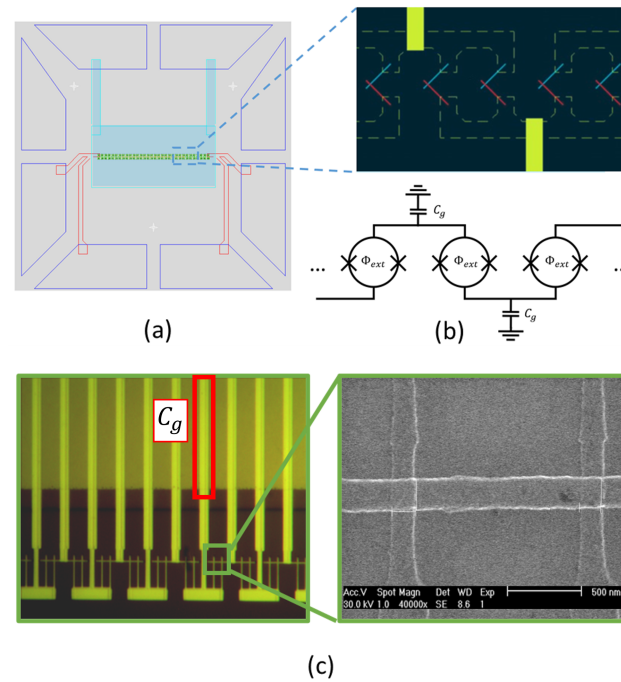 (a)
C_g
Φ_ext Φ_ext Φ_ext
... ...
C_g
(b)
C_g
Acc.V Spot Magn Det WD Exp
30.0 kV 1.0 40000x SE 8.6 1 500 nm
(c)